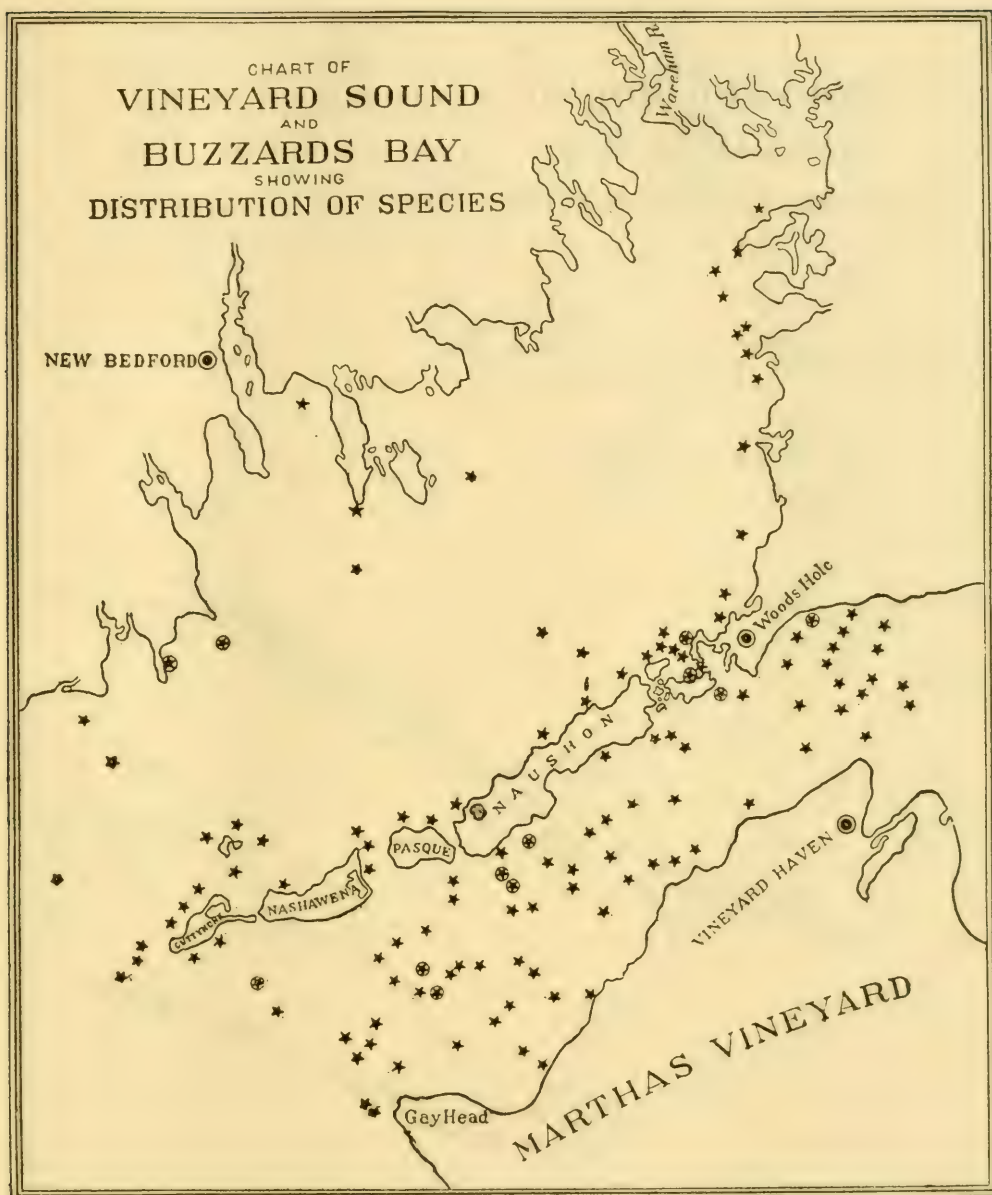 CHART OF
VINEYARD SOUND
AND
BUZZARDS BAY
SHOWING
DISTRIBUTION OF SPECIES
Wareham R.
NEW BEDFORD
Woods Hole
NAUSHON
PASQUE
NASHAWENA
CUTTYHUNK
VINEYARD HAVEN
MARTHAS VINEYARD
Gay Head